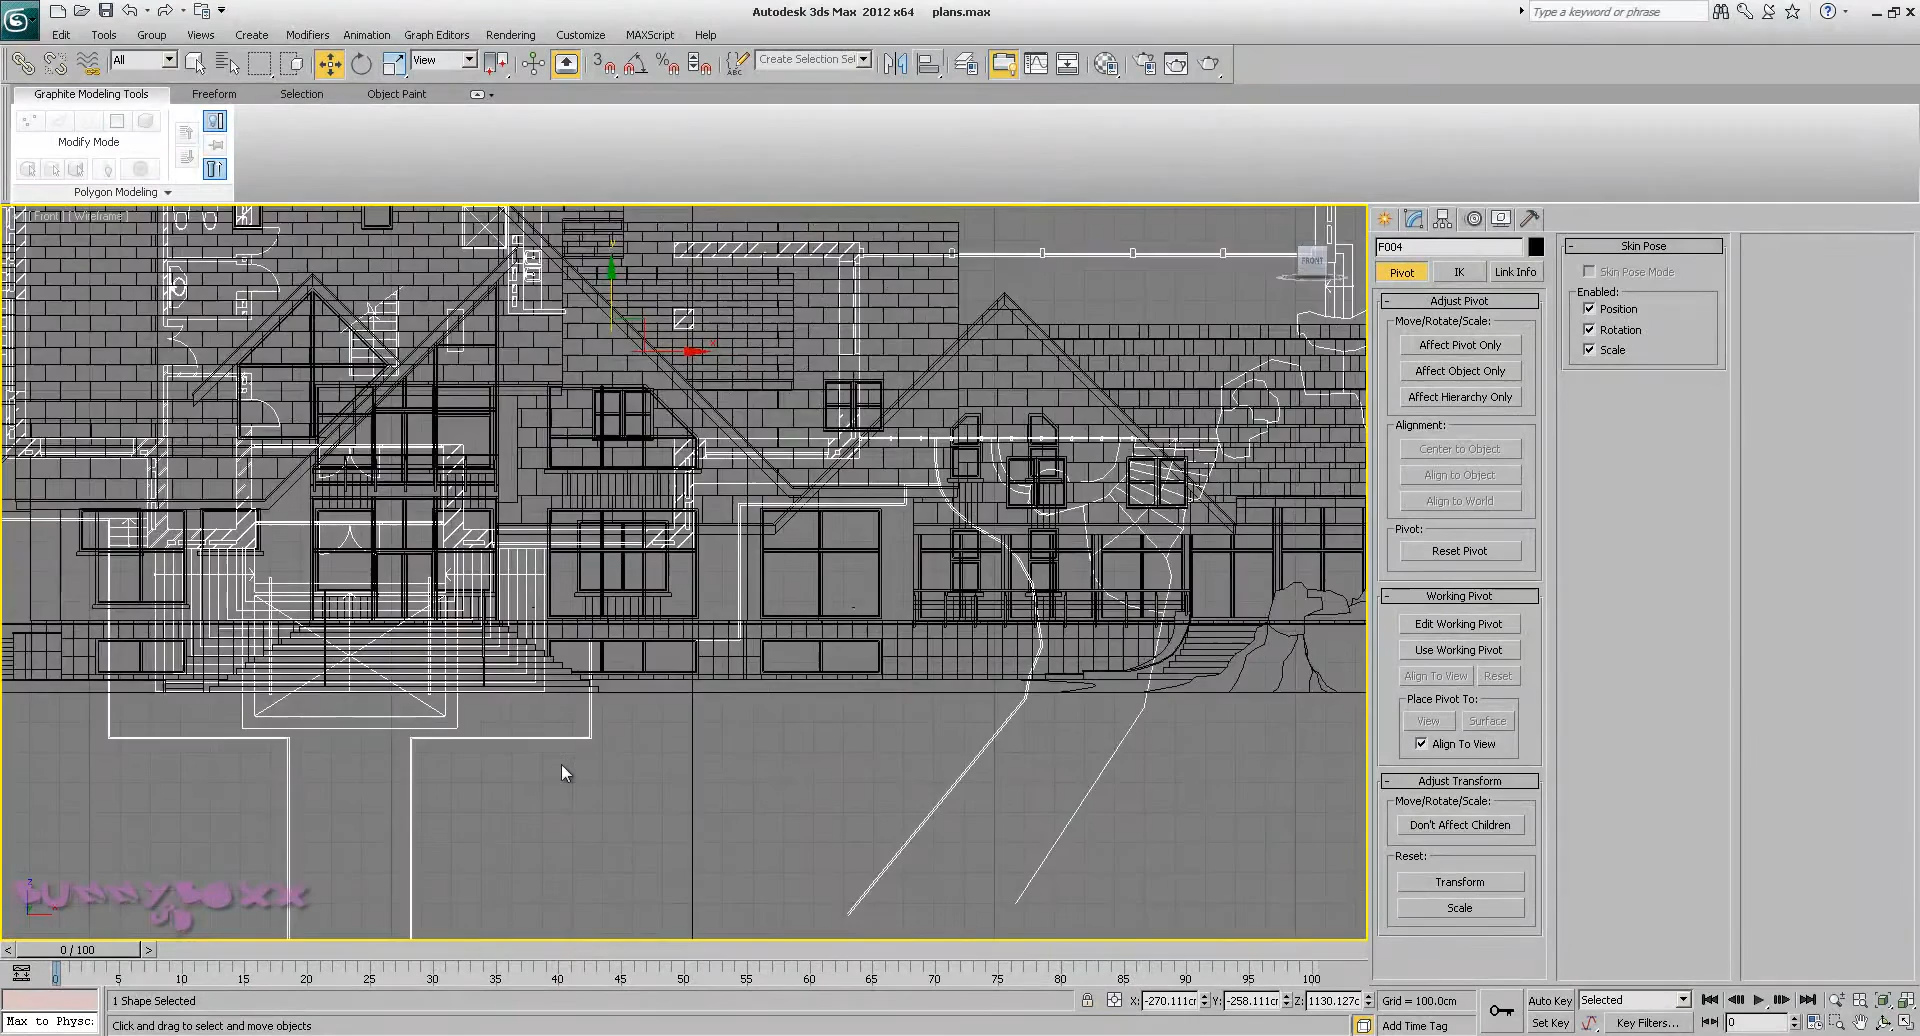 Autodesk 3ds Max 2012 x64 plans.max
Type a keyword or phrase
Edit Tools Group Views Create Modifiers Animation Graph Editors Rendering Customize MAXScript Help
All View Create Selection Sel
Graphite Modeling Tools Freeform Selection Object Paint
Modify Mode
Polygon Modeling
[ Front ] [ Wireframe ]
FRONT
y
x
F004
Pivot IK Link Info
Adjust Pivot
Move/Rotate/Scale:
Affect Pivot Only
Affect Object Only
Affect Hierarchy Only
Alignment:
Center to Object
Align to Object
Align to World
Pivot:
Reset Pivot
Working Pivot
Edit Working Pivot
Use Working Pivot
Align To View Reset
Place Pivot To:
View Surface
Align To View
Adjust Transform
Move/Rotate/Scale:
Don't Affect Children
Reset:
Transform
Scale
Skin Pose
Skin Pose Mode
Enabled:
Position
Rotation
Scale
0 / 100
0 5 10 15 20 25 30 35 40 45 50 55 60 65 70 75 80 85 90 95 100
1 Shape Selected
X: -270.111cr Y: -258.111cr Z: 1130.127c
Grid = 100.0cm
Auto Key Selected
Max to Physc:
Click and drag to select and move objects
Add Time Tag
Set Key Key Filters...
0